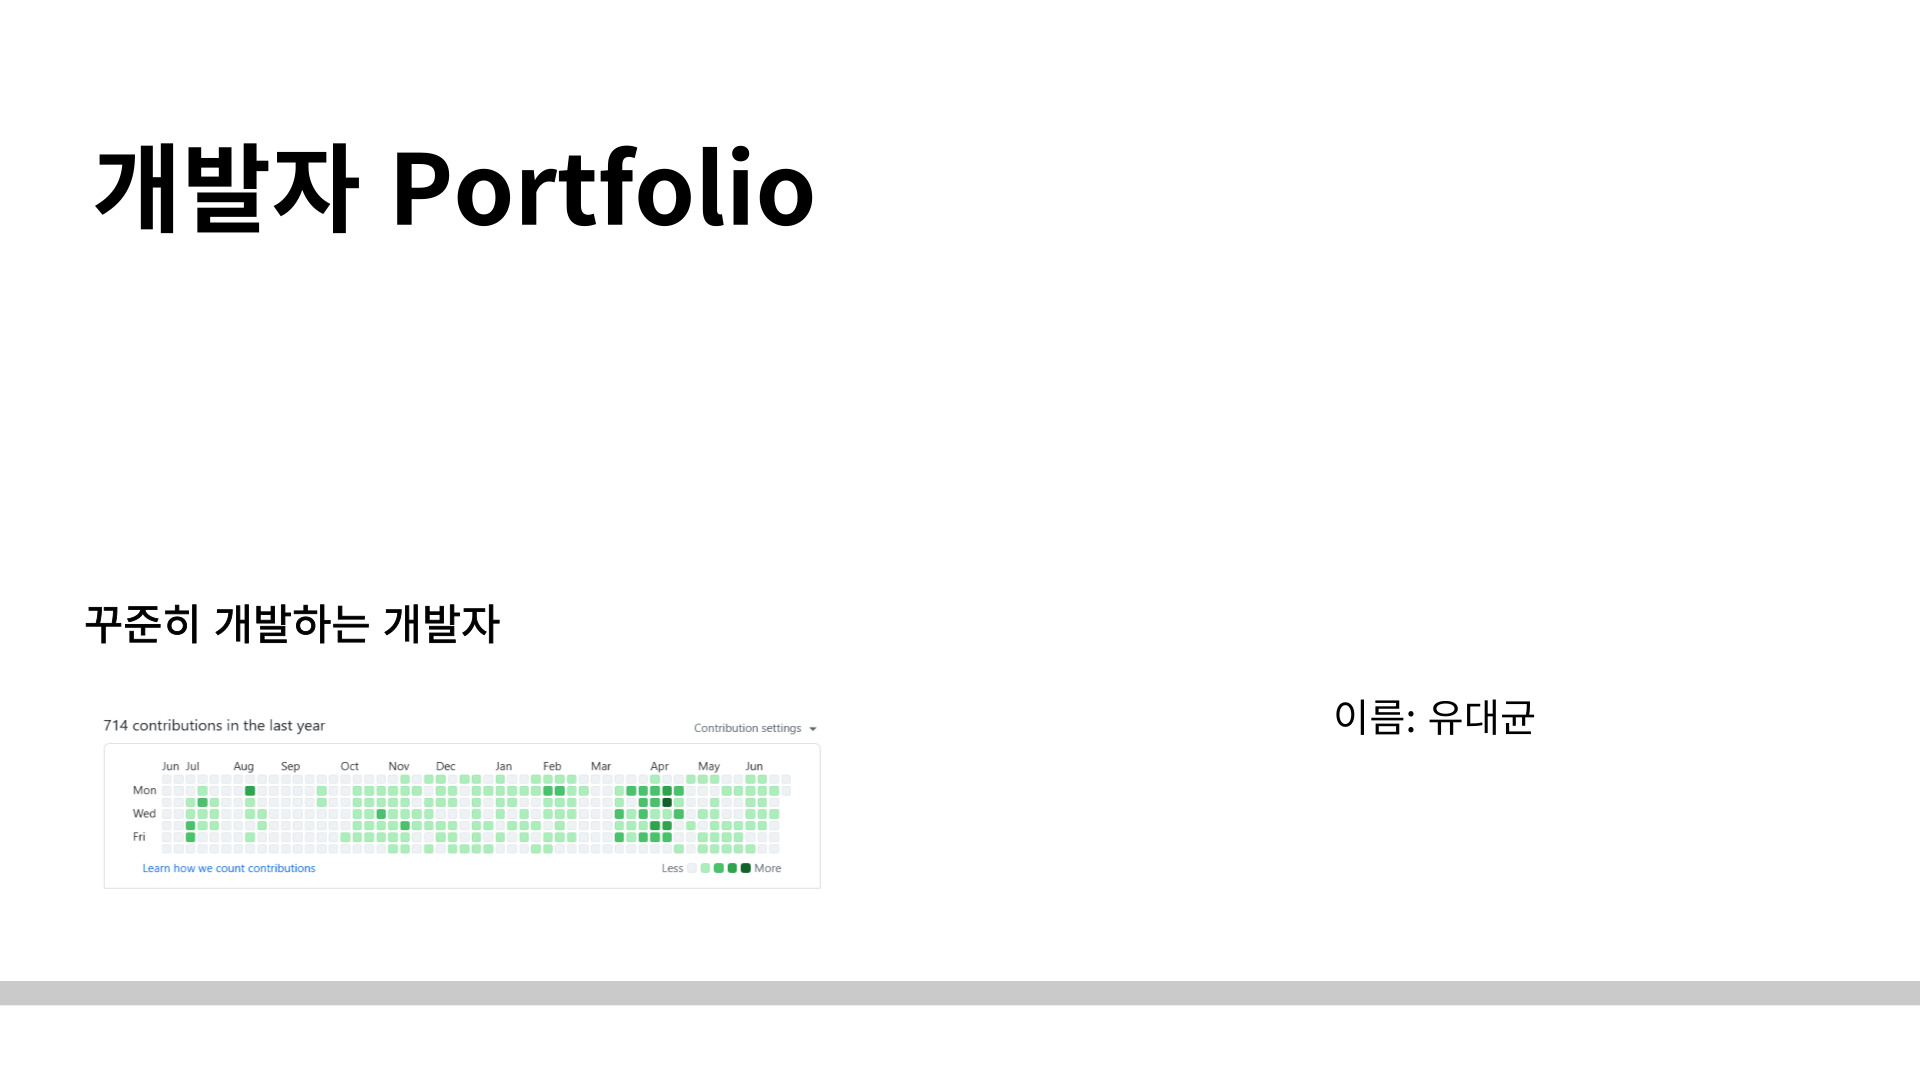 개발자 Portfolio
꾸준히 개발하는 개발자
이름: 유대균
714 contributions in the last year
Contribution settings
Jun Jul Aug Sep Oct Nov Dec Jan Feb Mar Apr May Jun
Mon
Wed
Fri
Learn how we count contributions
Less More